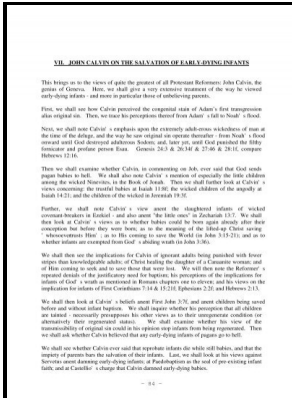 VII. JOHN CALVIN ON THE SALVATION OF EARLY-DYING INFANTS
This brings us to the views of quite the greatest of all Protestant Reformers: John Calvin, the
genius of Geneva. Here, we shall give a very extensive treatment of the way he viewed
early-dying infants - and more in particular those of unbelieving parents.
First, we shall see how Calvin perceived the congenital stain of Adam's first transgression
alias original sin. Then, we trace his perceptions thereof from Adam's fall to Noah's flood.
Next, we shall note Calvin's emphasis upon the extremely adult-erous wickedness of man at
the time of the deluge, and the way he saw original sin operative - from Noah's flood
onward until God destroyed adulterous Sodom; and, later yet, until God punished the filthy
fornicator and profane person Esau. Genesis 24:3 & 26:34f & 27:46 & 28:1f, compare
Hebrews 12:16.
Then we shall examine whether Calvin, in commenting on Job, ever said that God sends
pagan babies to hell. We shall also note Calvin's mention of especially the little children
among the wicked Ninevites, in the Book of Jonah. Then we shall further look at Calvin's
views concerning: the trustful babies at Isaiah 11:8f; the wicked children of the ungodly at
Isaiah 14:21; and the children of the wicked in Jeremiah 19:3f.
Further, we shall note Calvin's view anent the slaughtered infants of wicked
covenant-breakers in Ezekiel - and also anent "the little ones" in Zechariah 13:7. We shall
then look at Calvin's views as to whether babies could be born again already after their
conception but before they were born; as to the meaning of the lifted-up Christ saving
'whosoever Him'; as to His coming to save the World (in John 3:15-21); and as to
whether infants are exempted from God's abiding wrath (in John 3:36).
We shall then see the implications for Calvin of ignorant adults being punished with fewer
stripes than knowledgeable adults; of Christ healing the daughter of a Canaanite woman; and
of Him coming to seek and to save those that were lost. We will then note the Reformer's
repeated denials of the justificatory need for baptism; his perceptions of the implications for
infants of God's wrath as mentioned in Romans chapters one to eleven; and his views on the
implication for infants of First Corinthians 7:14 & 15:21f, Ephesians 2:2f; and Hebrews 2:13.
We shall then look at Calvin's beliefs anent First John 3:7f, and anent children being saved
before and without infant baptism. We shall inquire whether his perception that all children
are tainted - necessarily presupposes his other views as to their unregenerate condition (or
alternatively their regenerated status). We shall examine whether his view of the
transmissibility of original sin could in his opinion stop infants from being regenerated. Then
we shall ask whether Calvin believed that any early-dying infants of pagans go to hell.
We shall see whether Calvin ever said that reprobate infants die while still babies, and that the
impiety of parents bars the salvation of their infants. Last, we shall look at his views against
Servetus anent damning early-dying infants; at Paedobaptism as the seal of pre-existing infant
faith; and at Castellio's charge that Calvin damned early-dying babies.
- 64 -